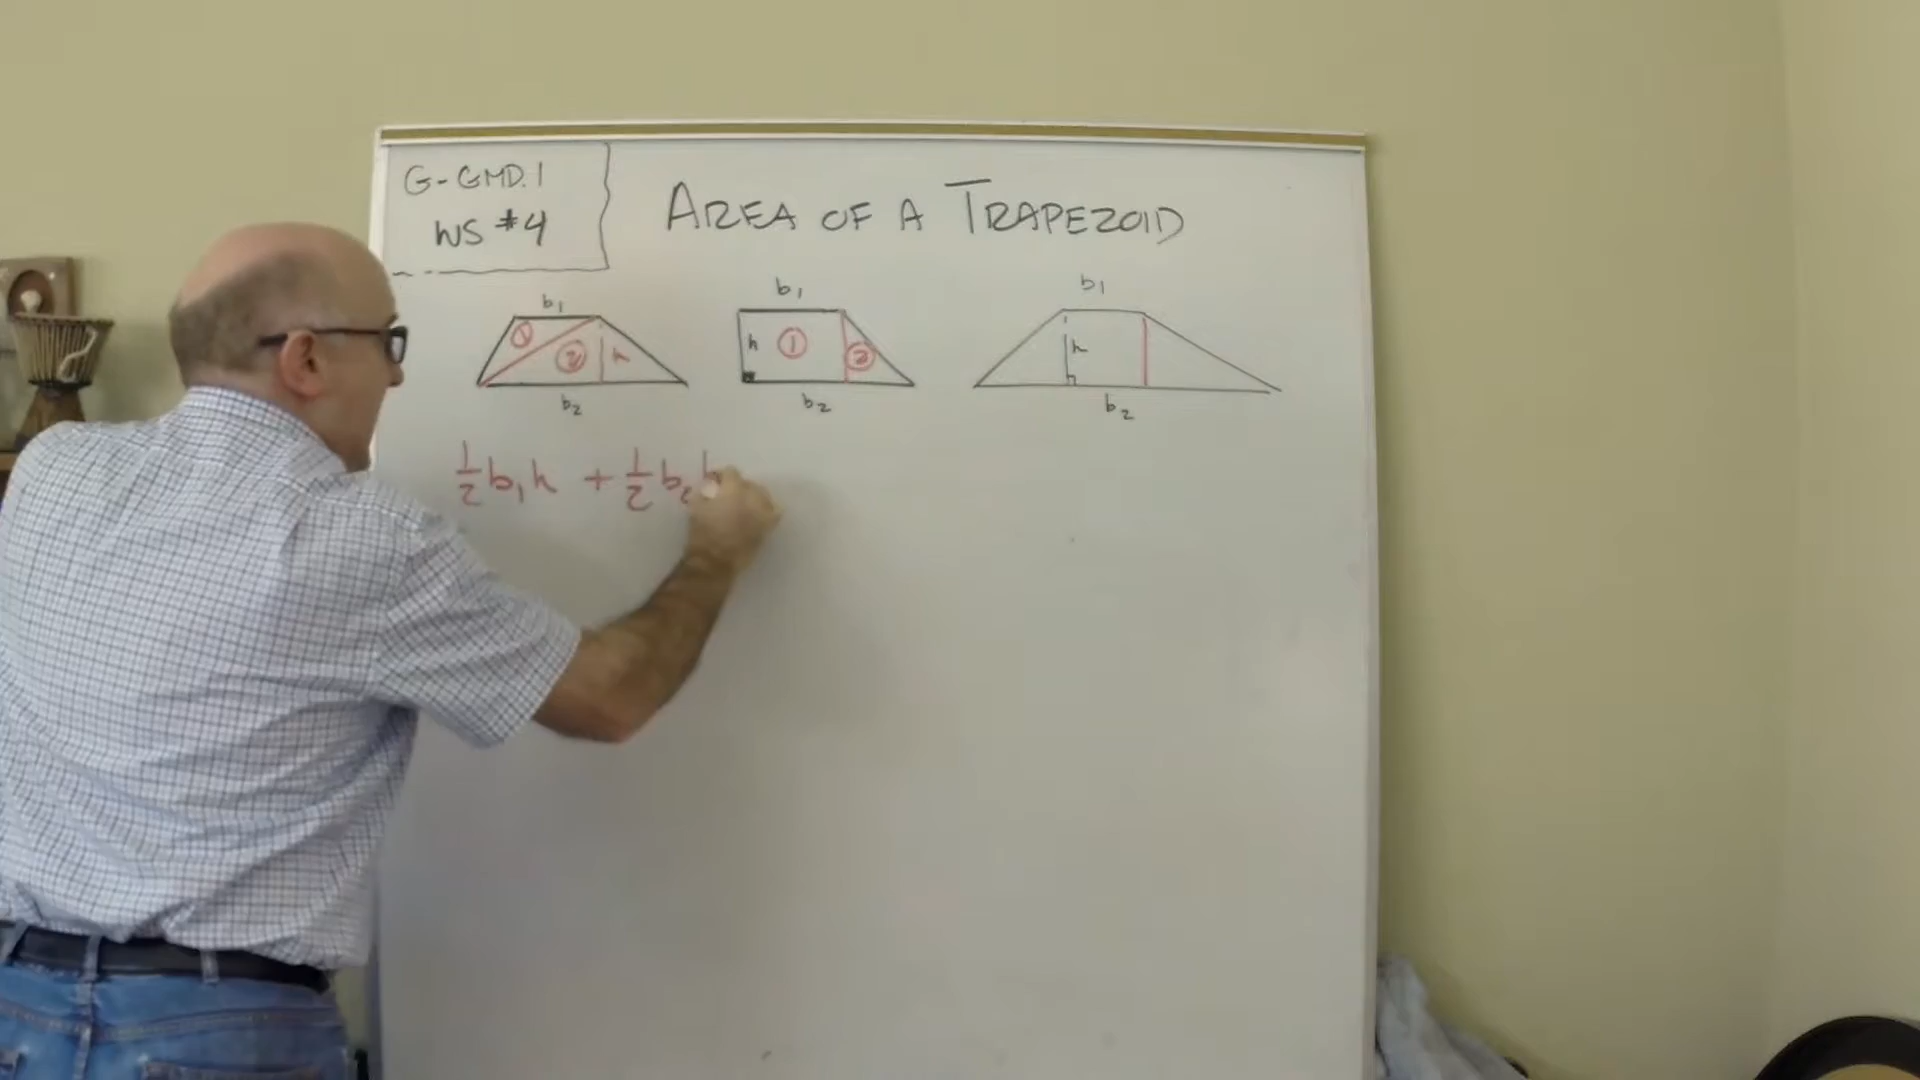 G-GMD.1
WS #4
AREA OF A TRAPEZOID
b₁
① ② h
b₂
b₁
h ① ②
b₂
b₁
h
b₂
½b₁h + ½b₂h